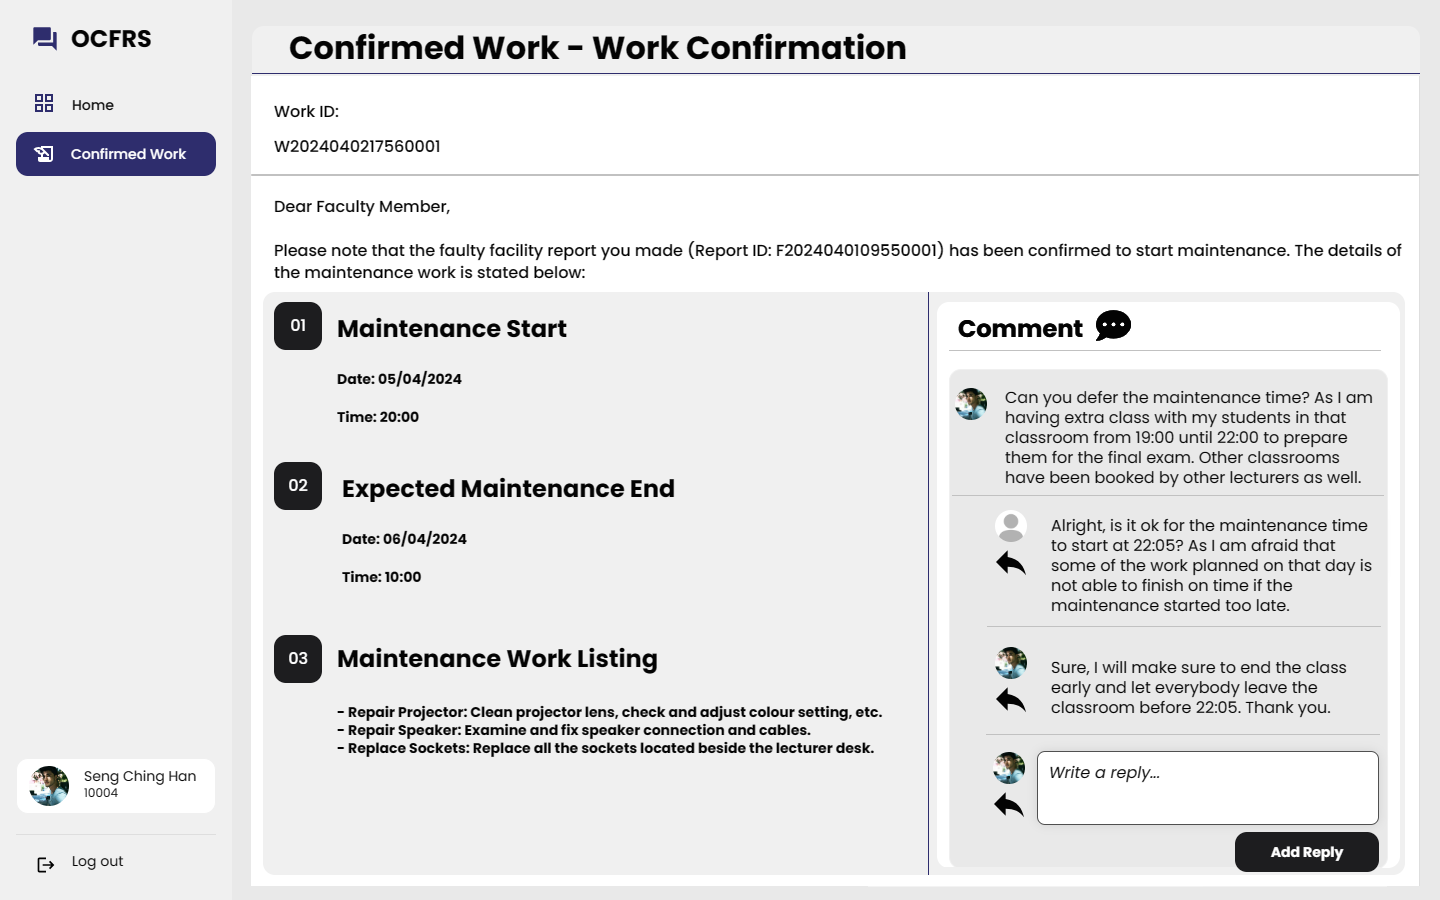 OCFRS
Home
Confirmed Work
Seng Ching Han
10004
Log out
Confirmed Work - Work Confirmation
Work ID:
W2024040217560001
Dear Faculty Member,
Please note that the faulty facility report you made (Report ID: F2024040109550001) has been confirmed to start maintenance. The details of
the maintenance work is stated below:
01
Maintenance Start
Date: 05/04/2024
Time: 20:00
02
Expected Maintenance End
Date: 06/04/2024
Time: 10:00
03
Maintenance Work Listing
- Repair Projector: Clean projector lens, check and adjust colour setting, etc.
- Repair Speaker: Examine and fix speaker connection and cables.
- Replace Sockets: Replace all the sockets located beside the lecturer desk.
Comment
Can you defer the maintenance time? As I am
having extra class with my students in that
classroom from 19:00 until 22:00 to prepare
them for the final exam. Other classrooms
have been booked by other lecturers as well.
Alright, is it ok for the maintenance time
to start at 22:05? As I am afraid that
some of the work planned on that day is
not able to finish on time if the
maintenance started too late.
Sure, I will make sure to end the class
early and let everybody leave the
classroom before 22:05. Thank you.
Write a reply...
Add Reply